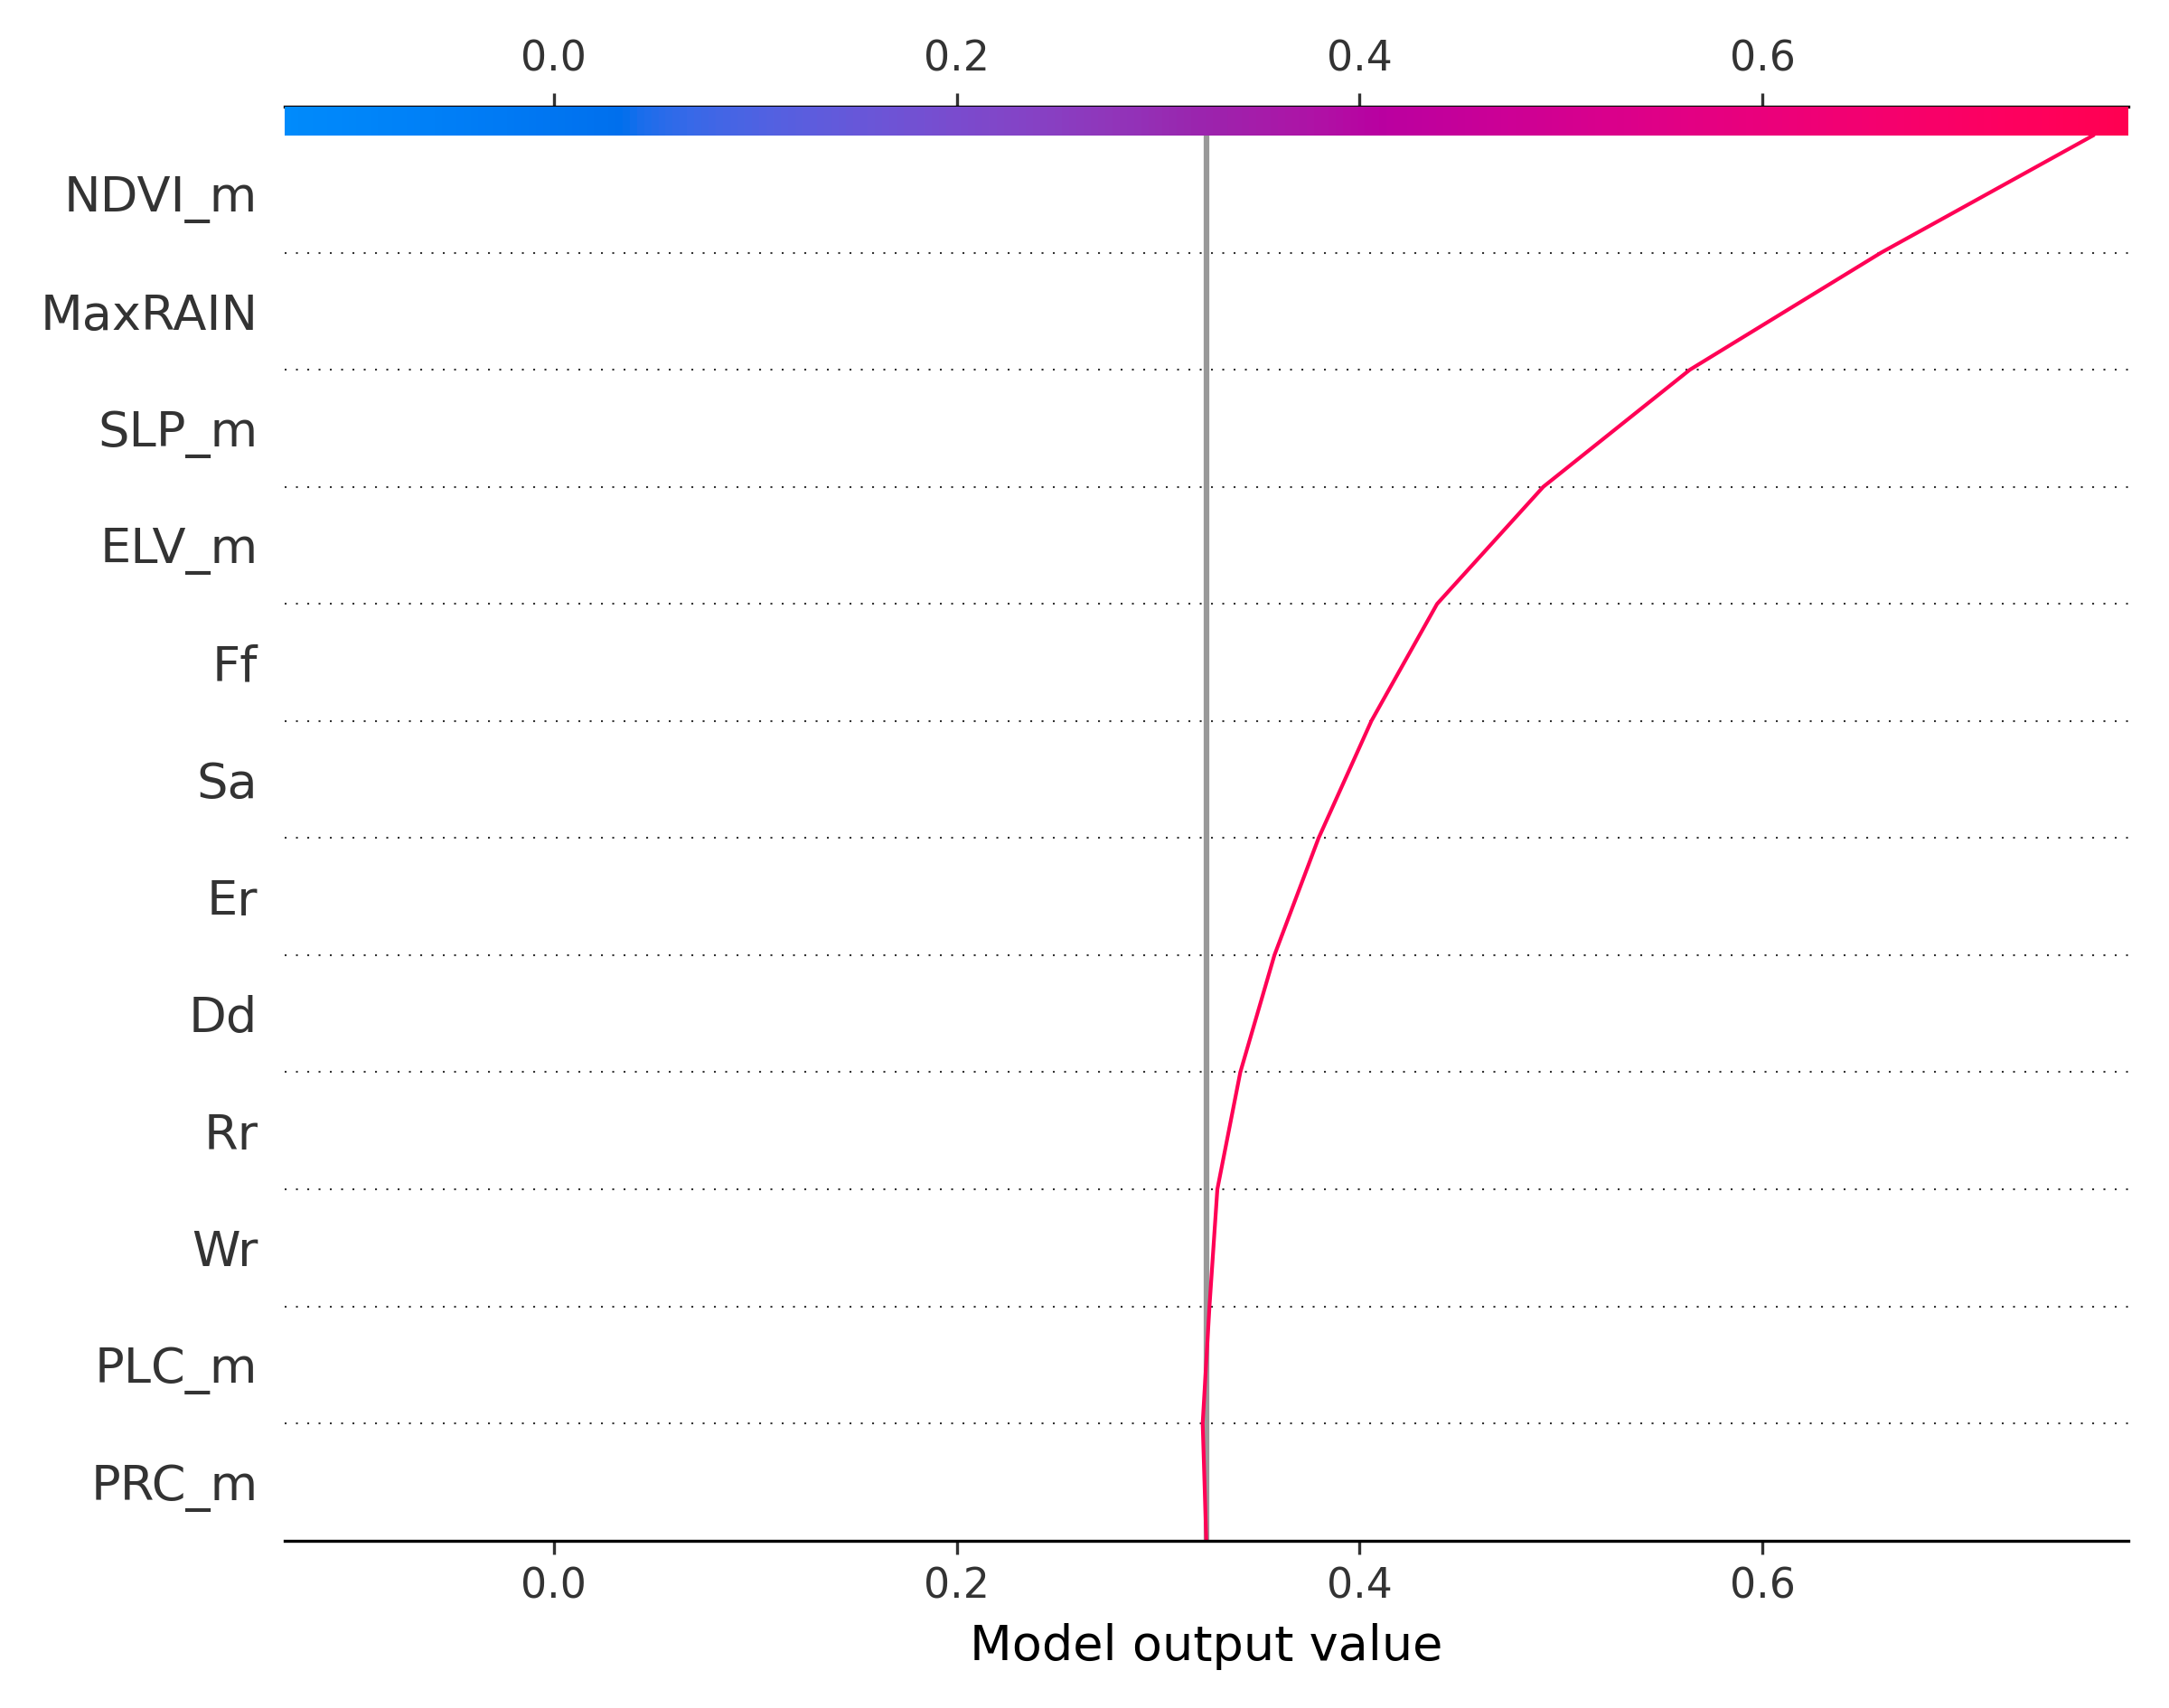 0.0 0.2 0.4 0.6
NDVI_m
MaxRAIN
SLP_m
ELV_m
Ff
Sa
Er
Dd
Rr
Wr
PLC_m
PRC_m
0.0 0.2 0.4 0.6
Model output value